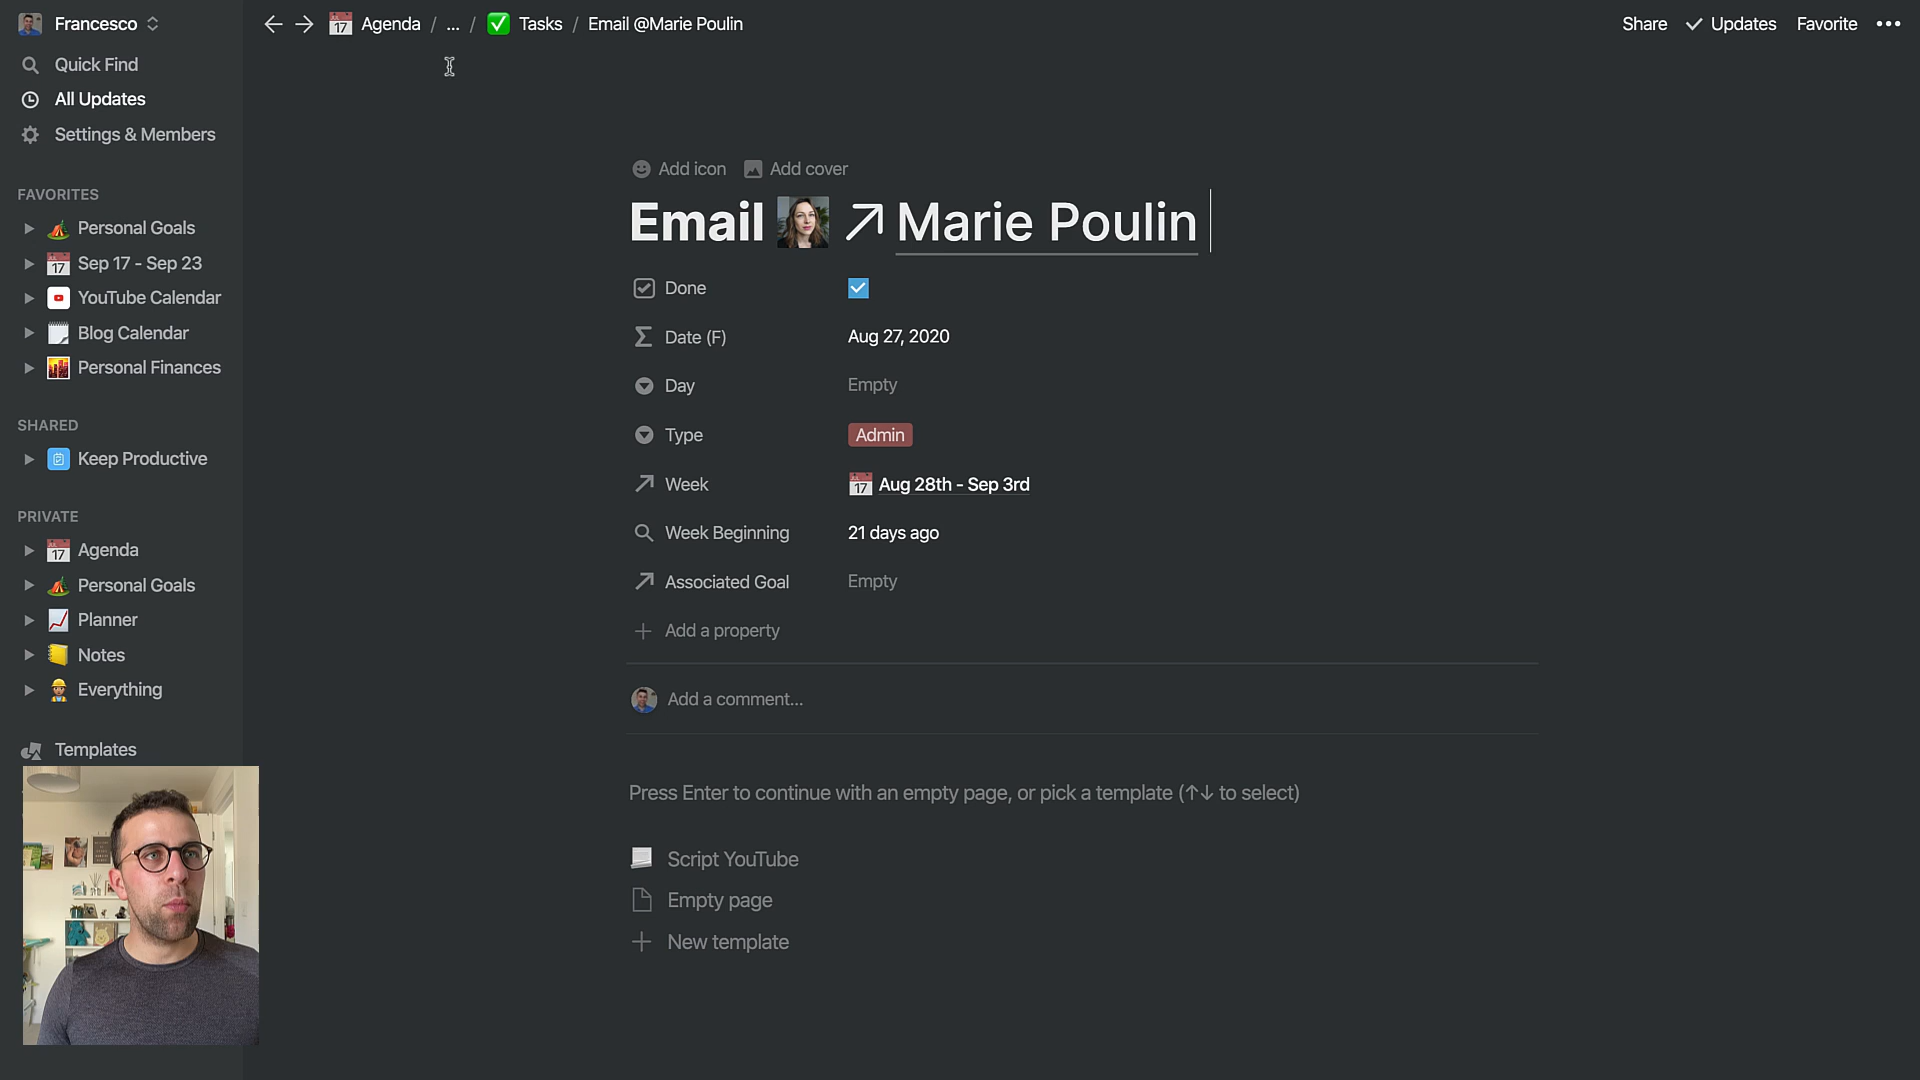 Francesco
Agenda / ... / Tasks / Email @Marie Poulin
Share
Updates
Favorite
Quick Find
All Updates
Settings & Members
FAVORITES
Personal Goals
Sep 17 - Sep 23
YouTube Calendar
Blog Calendar
Personal Finances
SHARED
Keep Productive
PRIVATE
Agenda
Personal Goals
Planner
Notes
Everything
Templates
Add icon
Add cover
Email Marie Poulin
Done
Date (F) Aug 27, 2020
Day Empty
Type Admin
Week 17 Aug 28th - Sep 3rd
Week Beginning 21 days ago
Associated Goal Empty
Add a property
Add a comment...
Press Enter to continue with an empty page, or pick a template (↑↓ to select)
Script YouTube
Empty page
New template